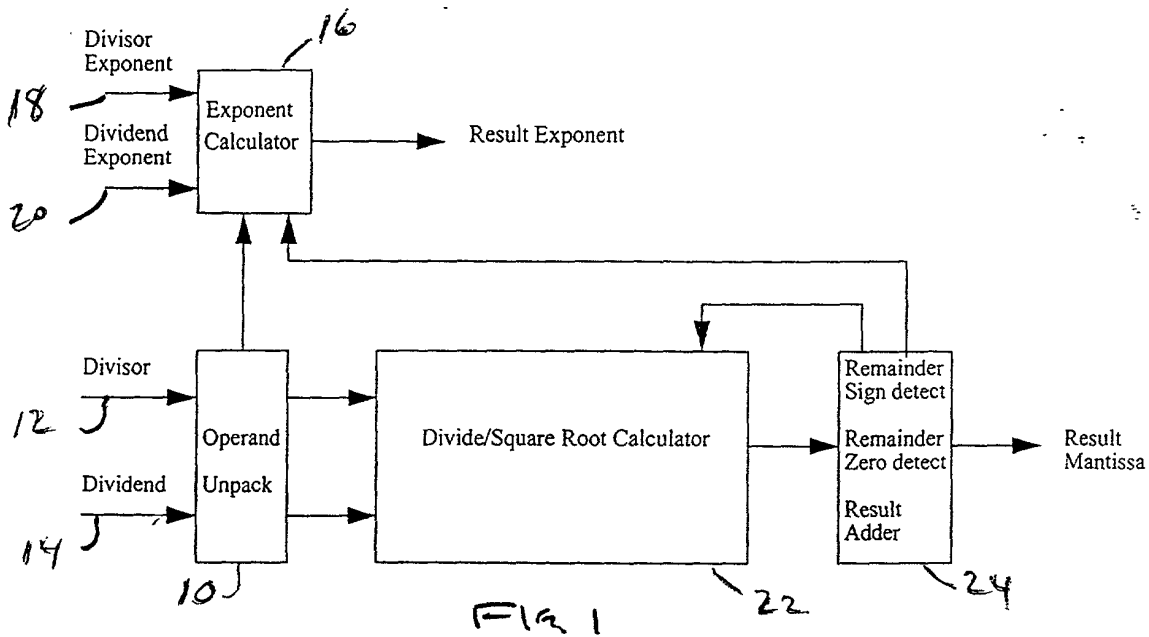 16
Divisor
Exponent
18
Exponent
Calculator
Dividend
Exponent
Result Exponent
20
Divisor
12
Operand
Unpack
Dividend
14
10
Divide/Square Root Calculator
22
Remainder
Sign detect
Remainder
Zero detect
Result
Adder
24
Result
Mantissa
FIG 1